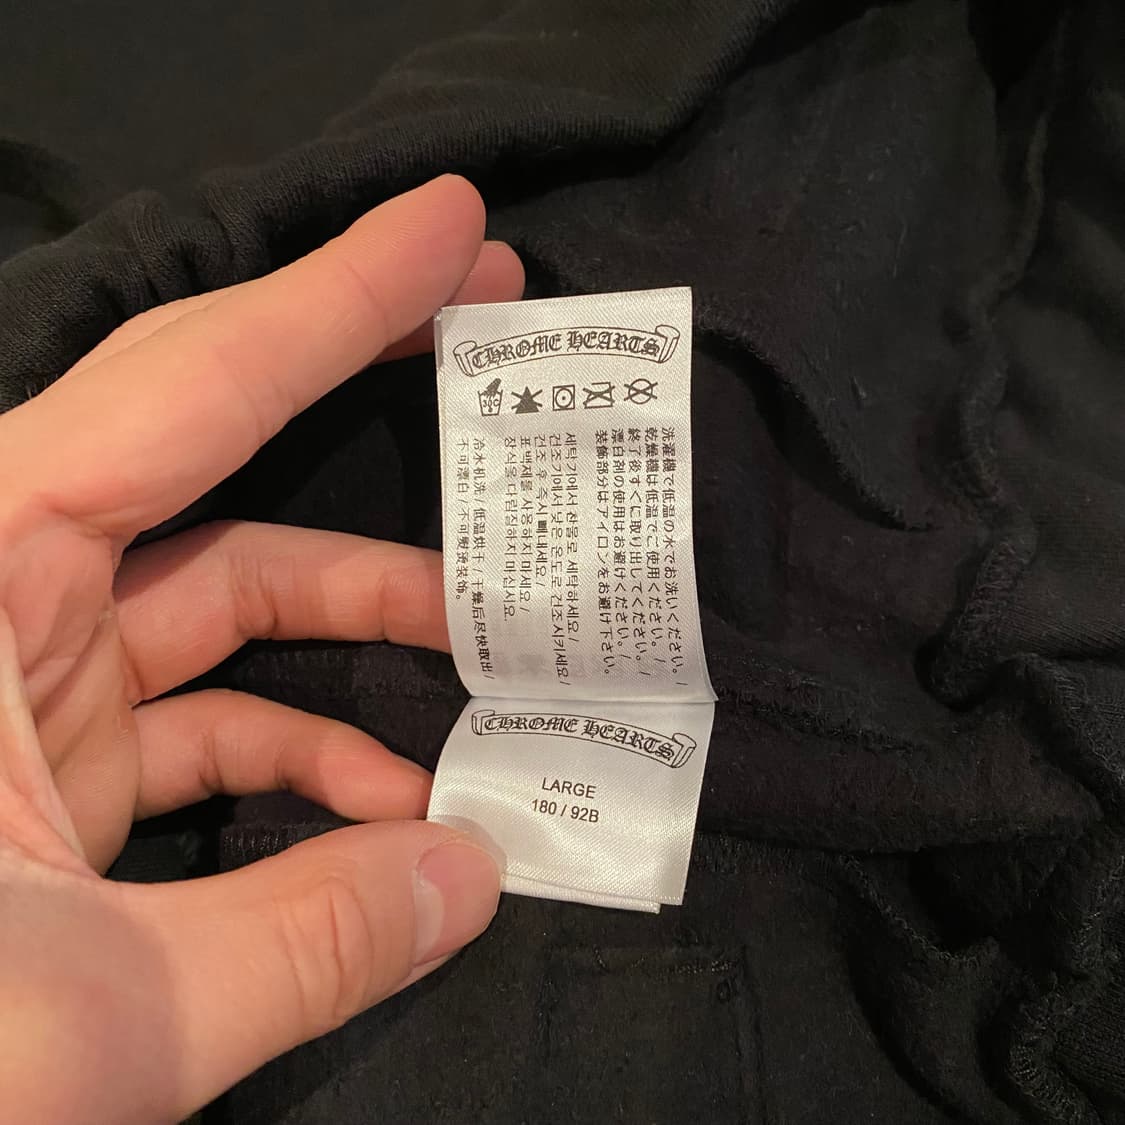 CHROME HEARTS
30C
洗濯機で低温の水でお洗いください。/
乾燥機は低温でご使用ください。/
終了後すぐに取り出してください。/
漂白剤の使用はお避けください。/
装飾部分はアイロンをお避け下さい。
세탁기에서 찬물로 세탁하세요/
건조기에서 낮은 온도로 건조시키세요/
건조 후 즉시 빼내세요/
표백제를 사용하지 마세요/
장식을 다림질하지 마십시요.
冷水机洗/低温烘干/干燥后尽快取出/
不可漂白/不可熨烫装饰。
CHROME HEARTS
LARGE
180 / 92B